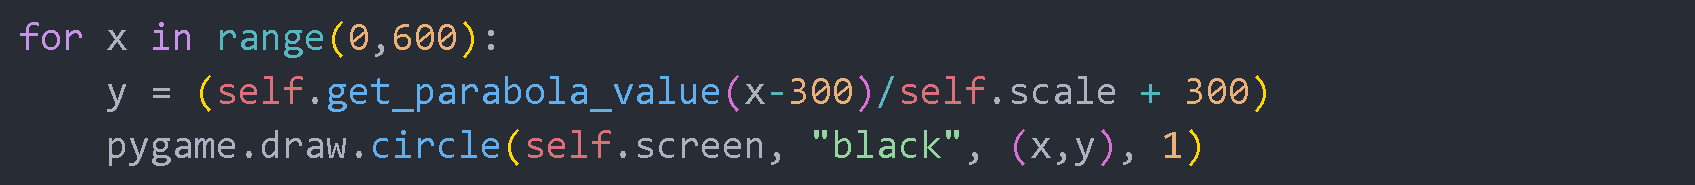 for x in range(0,600):
    y = (self.get_parabola_value(x-300)/self.scale + 300)
    pygame.draw.circle(self.screen, "black", (x,y), 1)